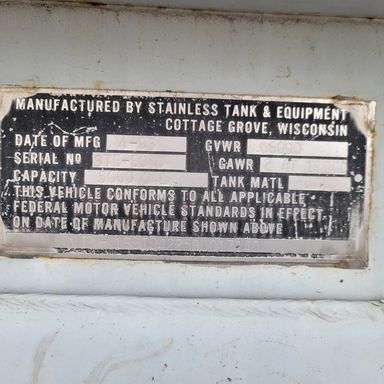 MANUFACTURED BY STAINLESS TANK & EQUIPMENT
COTTAGE GROVE, WISCONSIN
DATE OF MFG GVWR 68000
SERIAL Nº GAWR
CAPACITY TANK MATL
THIS VEHICLE CONFORMS TO ALL APPLICABLE
FEDERAL MOTOR VEHICLE STANDARDS IN EFFECT
ON DATE OF MANUFACTURE SHOWN ABOVE